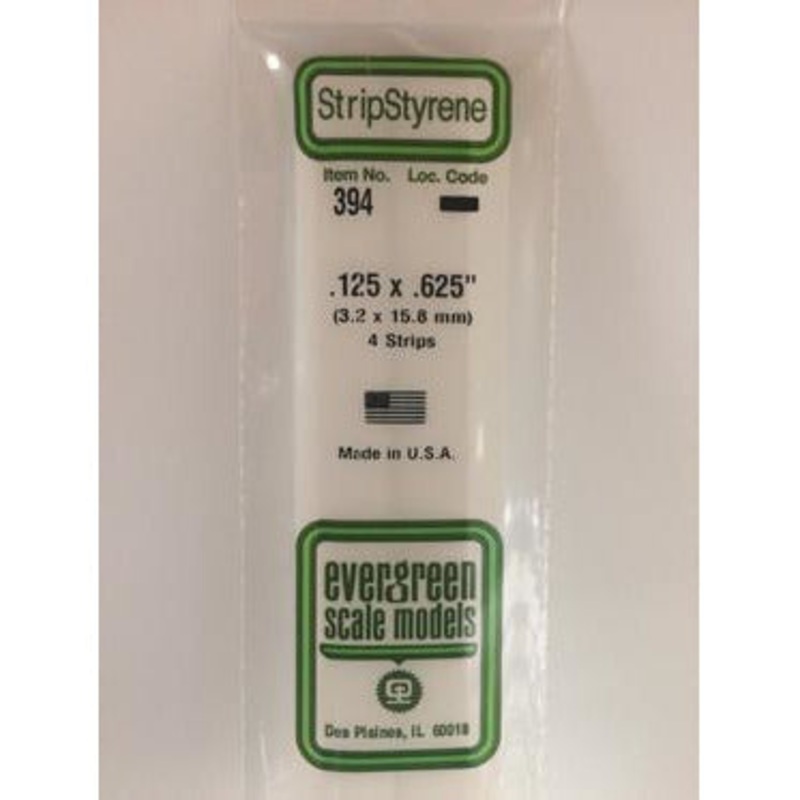 StripStyrene
Item No. Loc. Code
394
.125 x .625"
(3.2 x 15.8 mm)
4 Strips
Made in U.S.A.
evergreen
scale models
Des Plaines, IL 60018